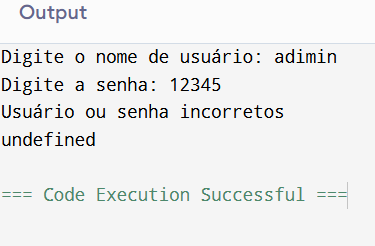 Output
Digite o nome de usuário: adimin
Digite a senha: 12345
Usuário ou senha incorretos
undefined
=== Code Execution Successful ===